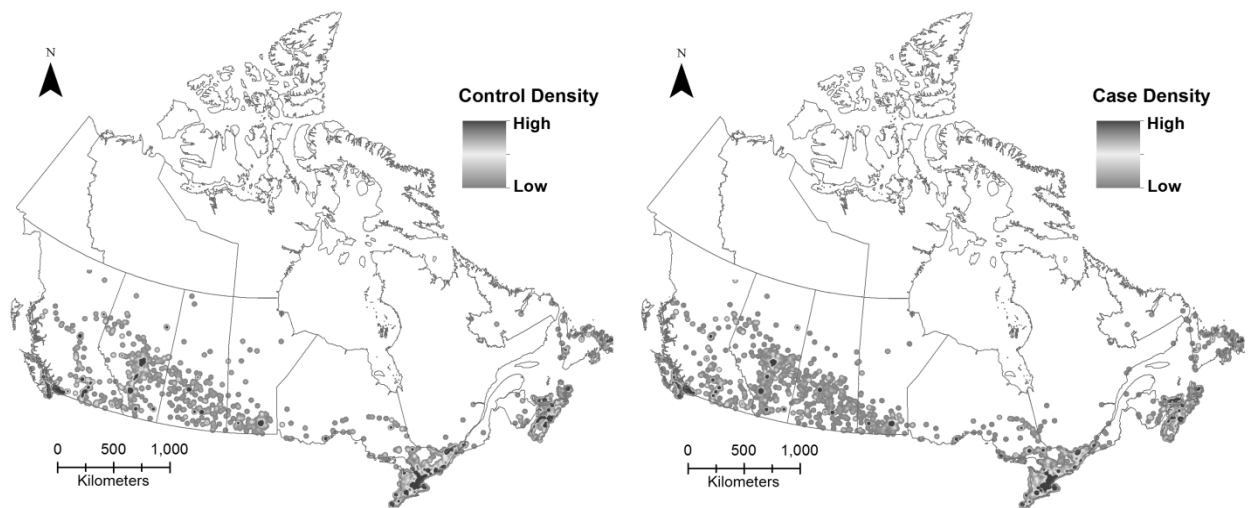 N
Control Density
High
Low
0 500 1,000
Kilometers
N
Case Density
High
Low
0 500 1,000
Kilometers